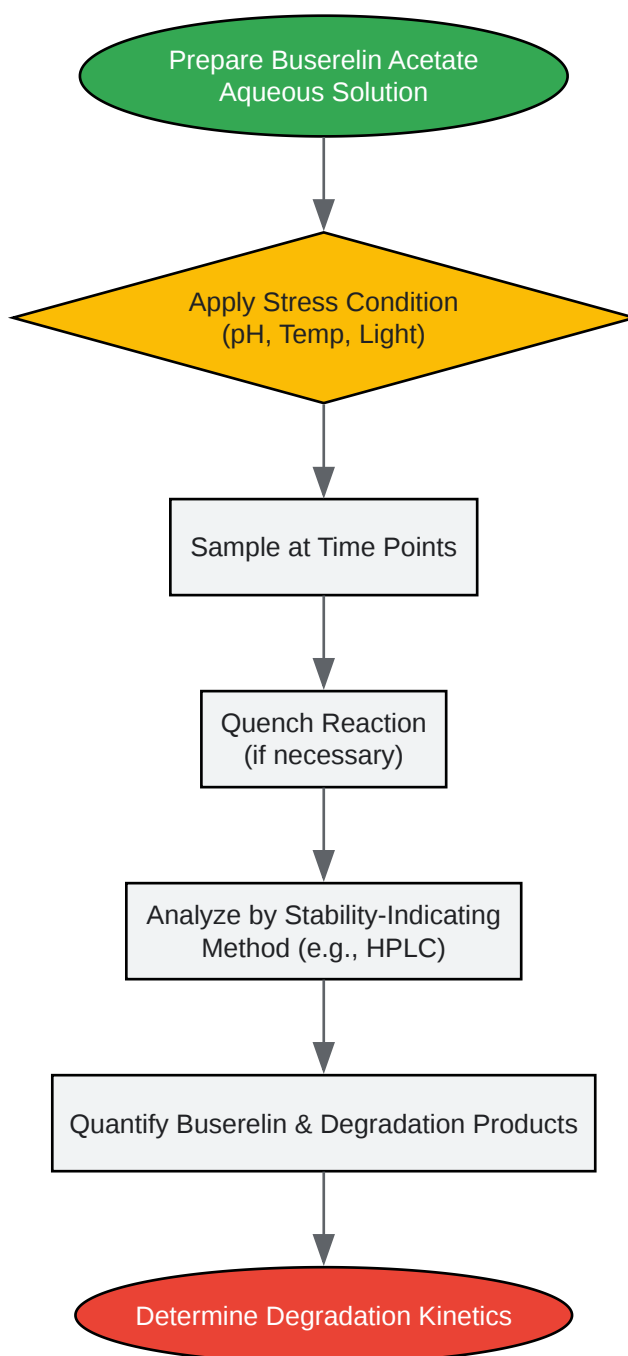 Prepare Buserelin Acetate
Aqueous Solution
Apply Stress Condition
(pH, Temp, Light)
Sample at Time Points
Quench Reaction
(if necessary)
Analyze by Stability-Indicating
Method (e.g., HPLC)
Quantify Buserelin & Degradation Products
Determine Degradation Kinetics